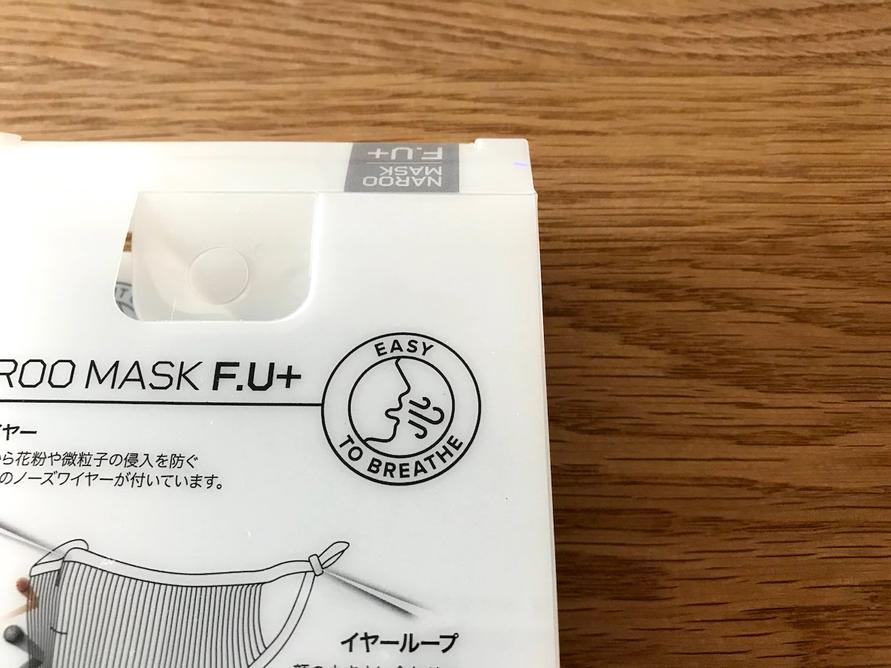 F.U+
NAROO
MASK
ROO MASK F.U+
EASY
TO BREATHE
イヤー
ら花粉や微粒子の侵入を防ぐ
のノーズワイヤーが付いています。
イヤーループ